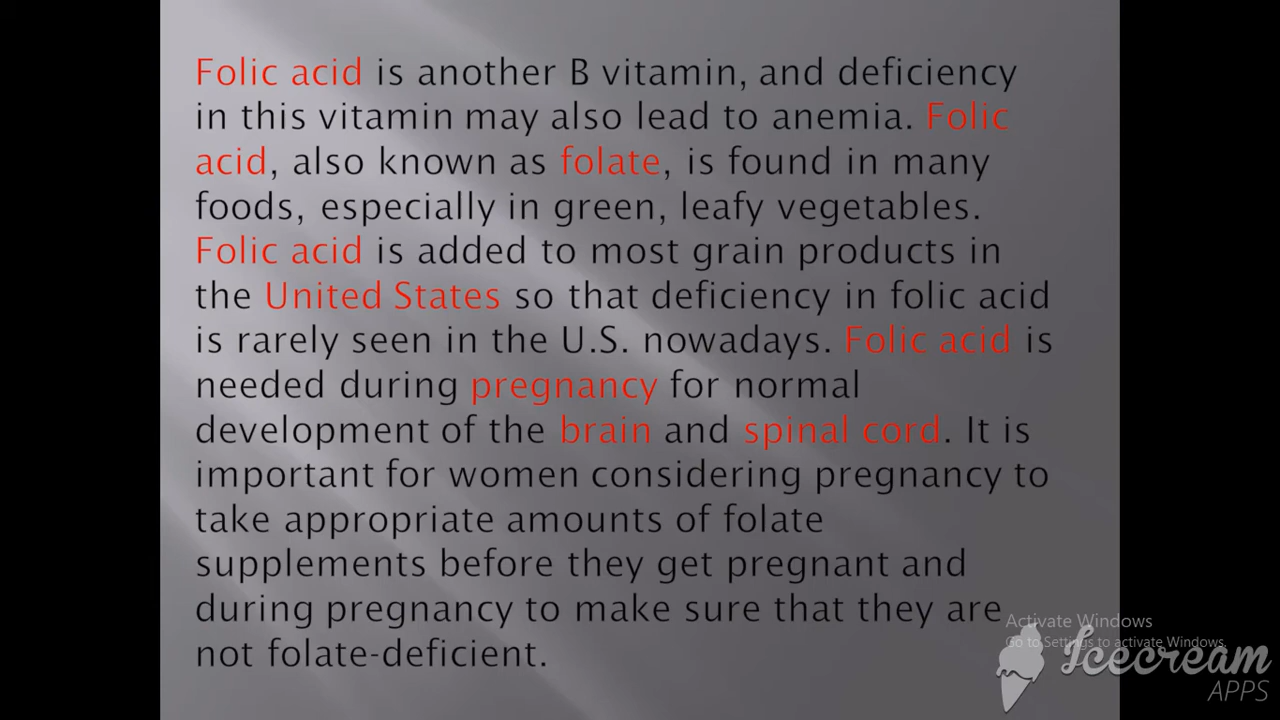 Folic acid is another B vitamin, and deficiency
in this vitamin may also lead to anemia. Folic
acid, also known as folate, is found in many
foods, especially in green, leafy vegetables.
Folic acid is added to most grain products in
the United States so that deficiency in folic acid
is rarely seen in the U.S. nowadays. Folic acid is
needed during pregnancy for normal
development of the brain and spinal cord. It is
important for women considering pregnancy to
take appropriate amounts of folate
supplements before they get pregnant and
during pregnancy to make sure that they are
not folate-deficient.
Activate Windows
Go to Settings to activate Windows.
Icecream
APPS